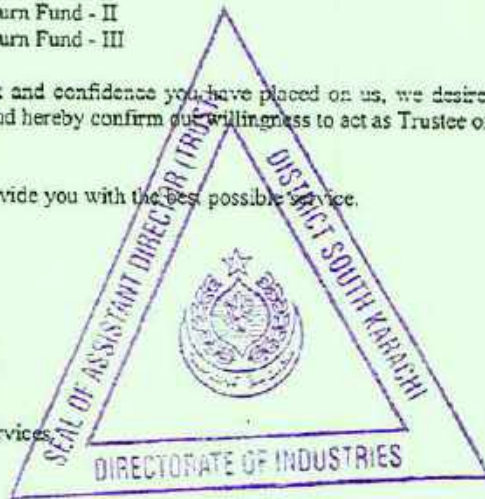 urn Fund - II
urn Fund - III
and confidence you have placed on us, we desire
ud hereby confirm our willingness to act as Trustee o
vide you with the best possible service.
rvices,
SEAL OF ASSISTANT DIRECTOR (TRUST
DISTRICT SOUTH KARACHI
DIRECTORATE OF INDUSTRIES